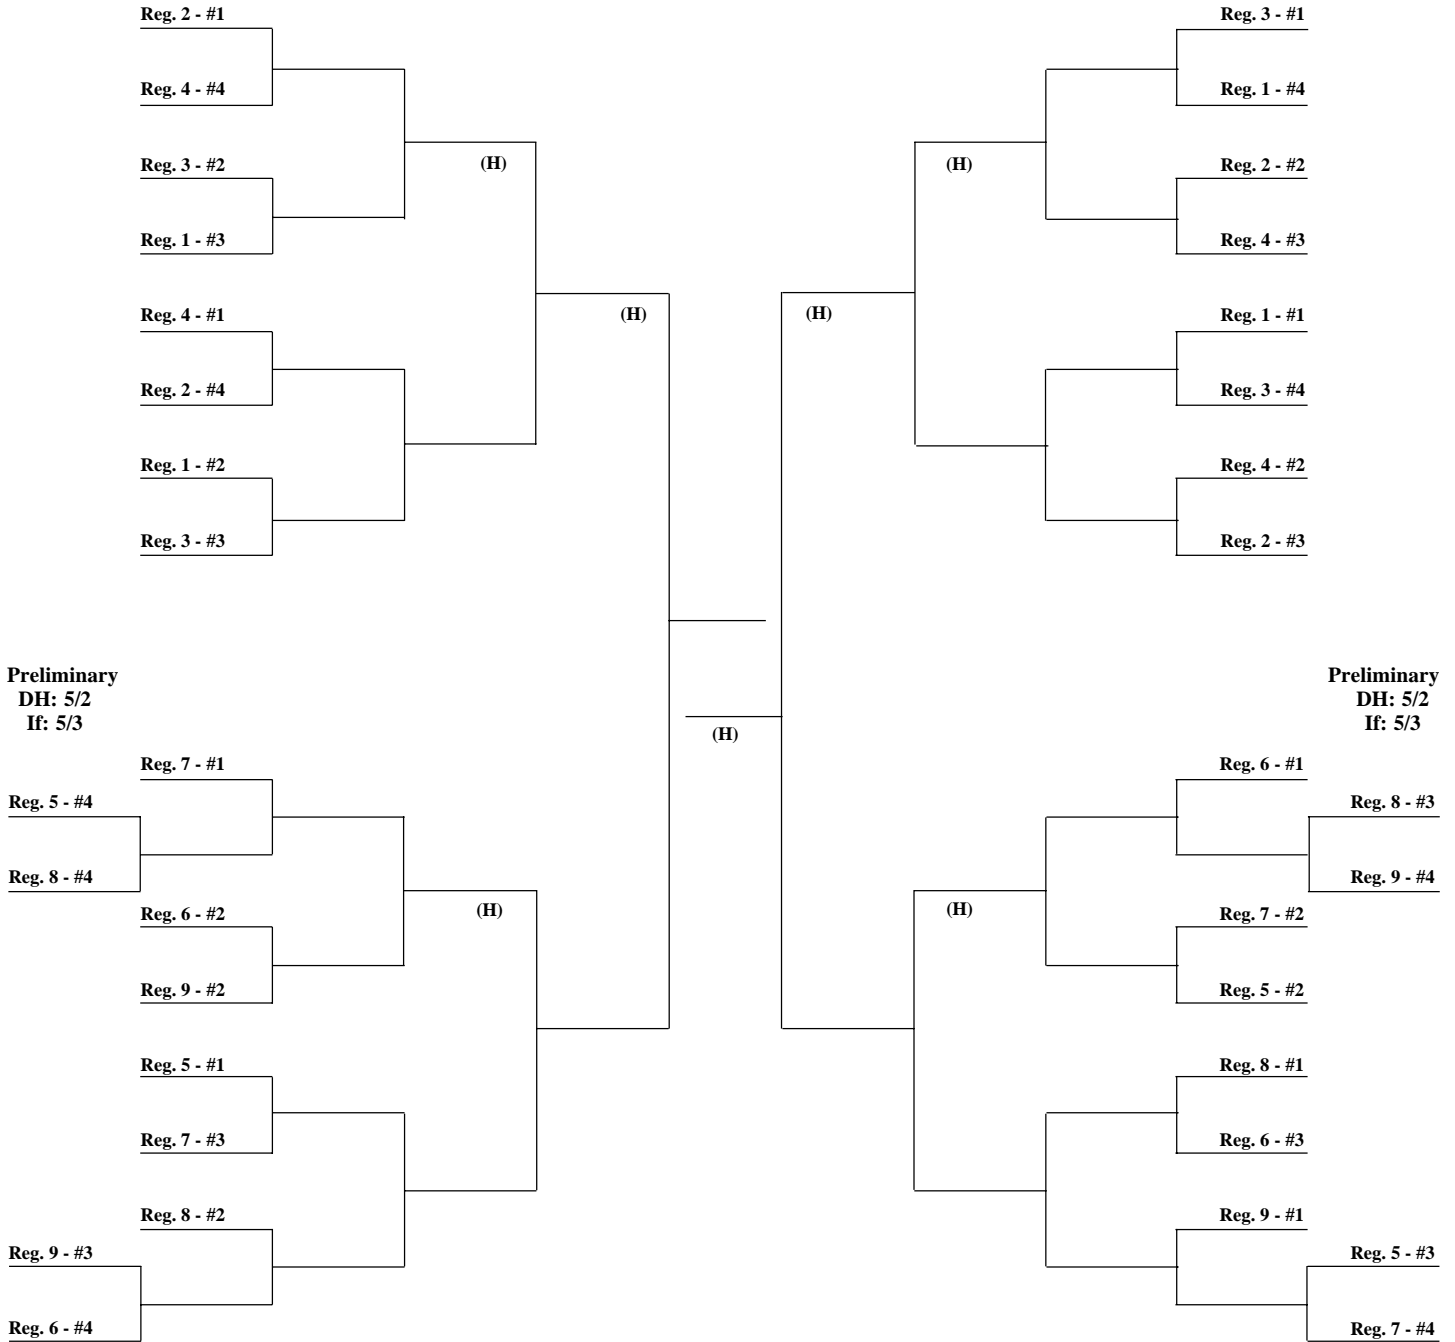 Reg. 2 - #1
Reg. 4 - #4
Reg. 3 - #2
(H)
Reg. 1 - #3
Reg. 4 - #1
(H)
Reg. 2 - #4
Reg. 1 - #2
Reg. 3 - #3
Preliminary
DH: 5/2
If: 5/3
Reg. 7 - #1
Reg. 5 - #4
Reg. 8 - #4
Reg. 6 - #2
(H)
Reg. 9 - #2
Reg. 5 - #1
Reg. 7 - #3
Reg. 8 - #2
Reg. 9 - #3
Reg. 6 - #4
(H)
Reg. 3 - #1
Reg. 1 - #4
(H)
Reg. 2 - #2
Reg. 4 - #3
(H)
Reg. 1 - #1
Reg. 3 - #4
Reg. 4 - #2
Reg. 2 - #3
Preliminary
DH: 5/2
If: 5/3
Reg. 6 - #1
Reg. 8 - #3
Reg. 9 - #4
(H)
Reg. 7 - #2
Reg. 5 - #2
Reg. 8 - #1
Reg. 6 - #3
Reg. 9 - #1
Reg. 5 - #3
Reg. 7 - #4